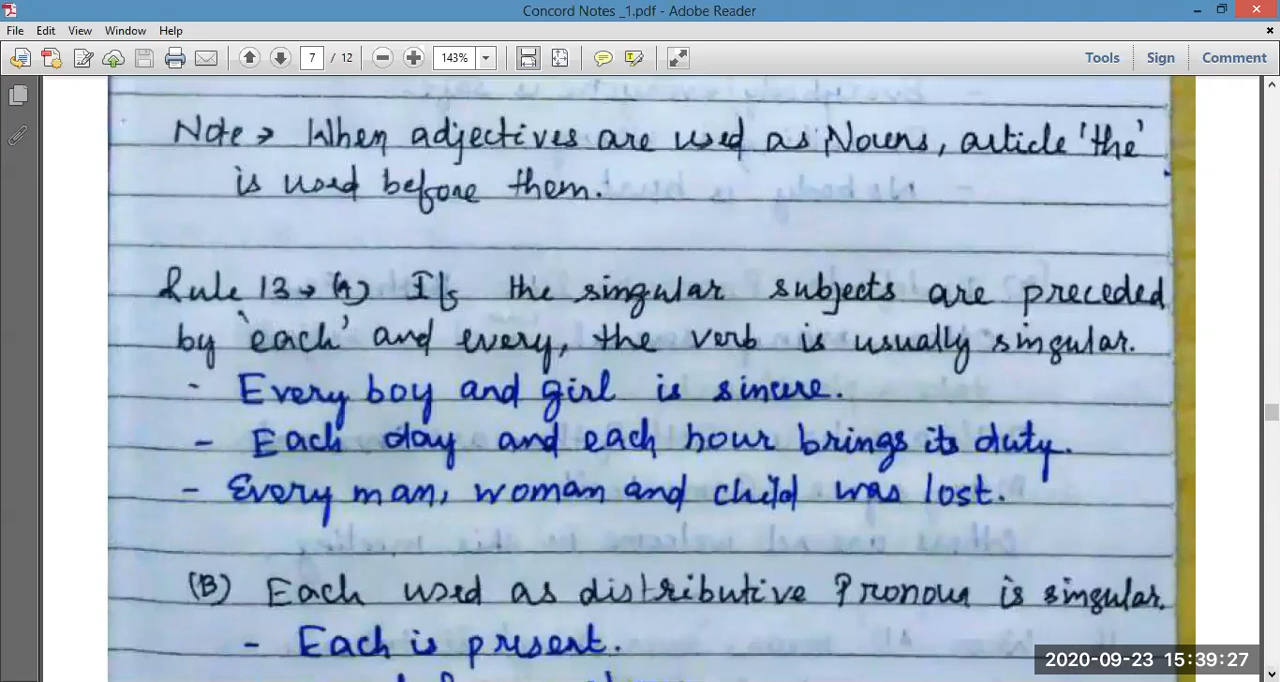 Concord Notes _1.pdf - Adobe Reader
File Edit View Window Help
7 / 12 143% Tools Sign Comment
Note → When adjectives are used as Nouns, article 'the'
is used before them.
Rule 13 → (A) If the singular subjects are preceded
by 'each' and every, the verb is usually singular.
- Every boy and girl is sincere.
- Each day and each hour brings its duty.
- Every man, woman and child was lost.
(B) Each used as distributive Pronoun is singular.
- Each is present.
2020-09-23 15:39:27